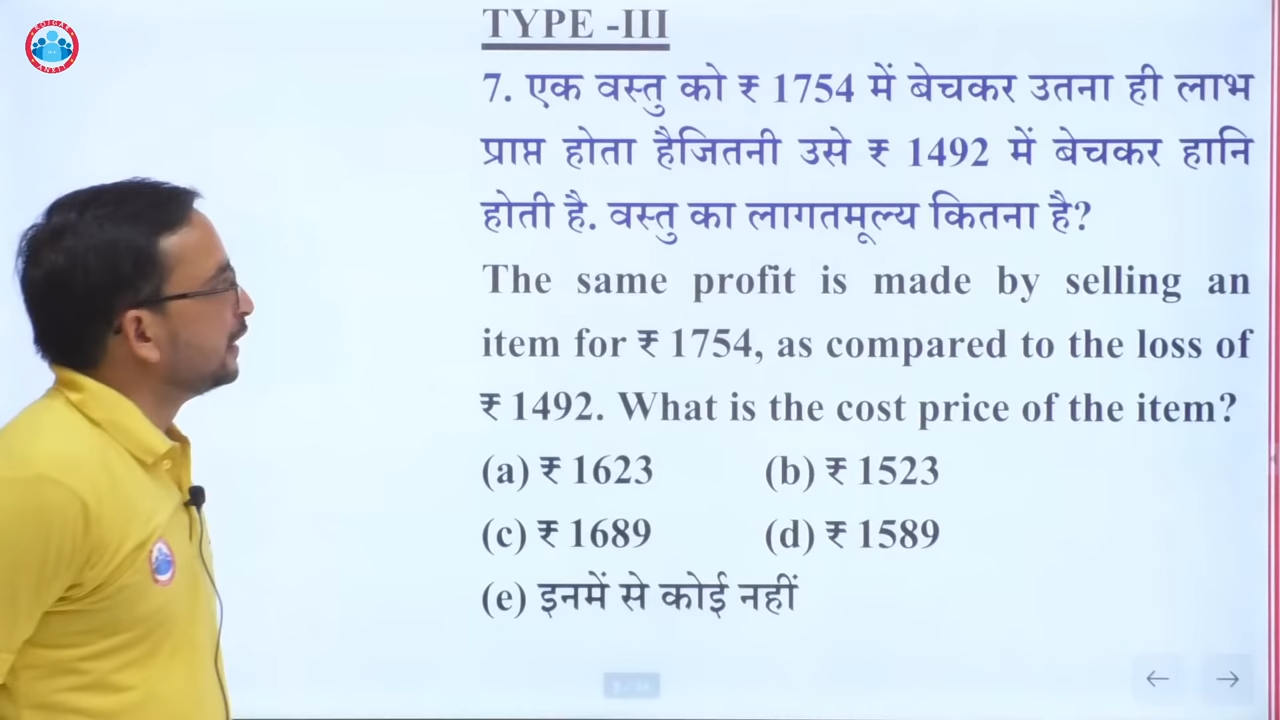 TYPE -III
7. एक वस्तु को ₹ 1754 में बेचकर उतना ही लाभ
प्राप्त होता हैजितनी उसे ₹ 1492 में बेचकर हानि
होती है. वस्तु का लागतमूल्य कितना है?
The same profit is made by selling an
item for ₹ 1754, as compared to the loss of
₹ 1492. What is the cost price of the item?
(a) ₹ 1623 (b) ₹ 1523
(c) ₹ 1689 (d) ₹ 1589
(e) इनमें से कोई नहीं
ROJGAR
ANKIT